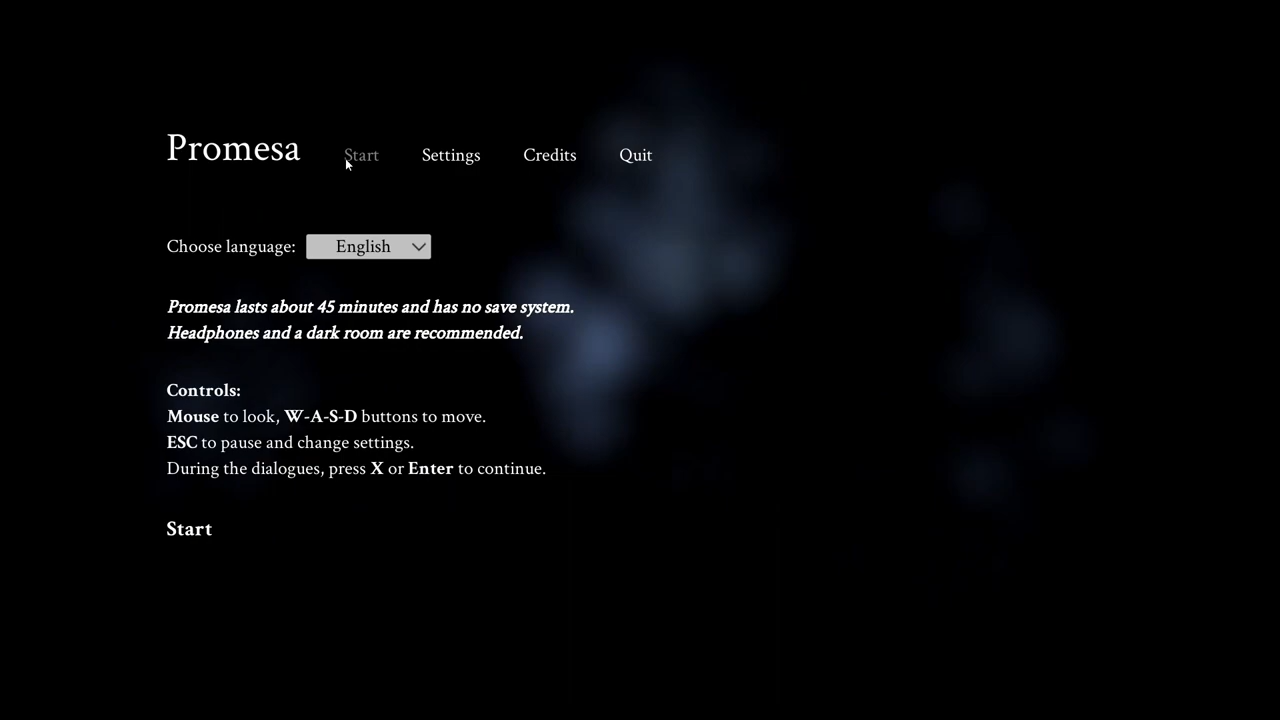 Promesa Start Settings Credits Quit
Choose language: English
Promesa lasts about 45 minutes and has no save system.
Headphones and a dark room are recommended.
Controls:
Mouse to look, W-A-S-D buttons to move.
ESC to pause and change settings.
During the dialogues, press X or Enter to continue.
Start